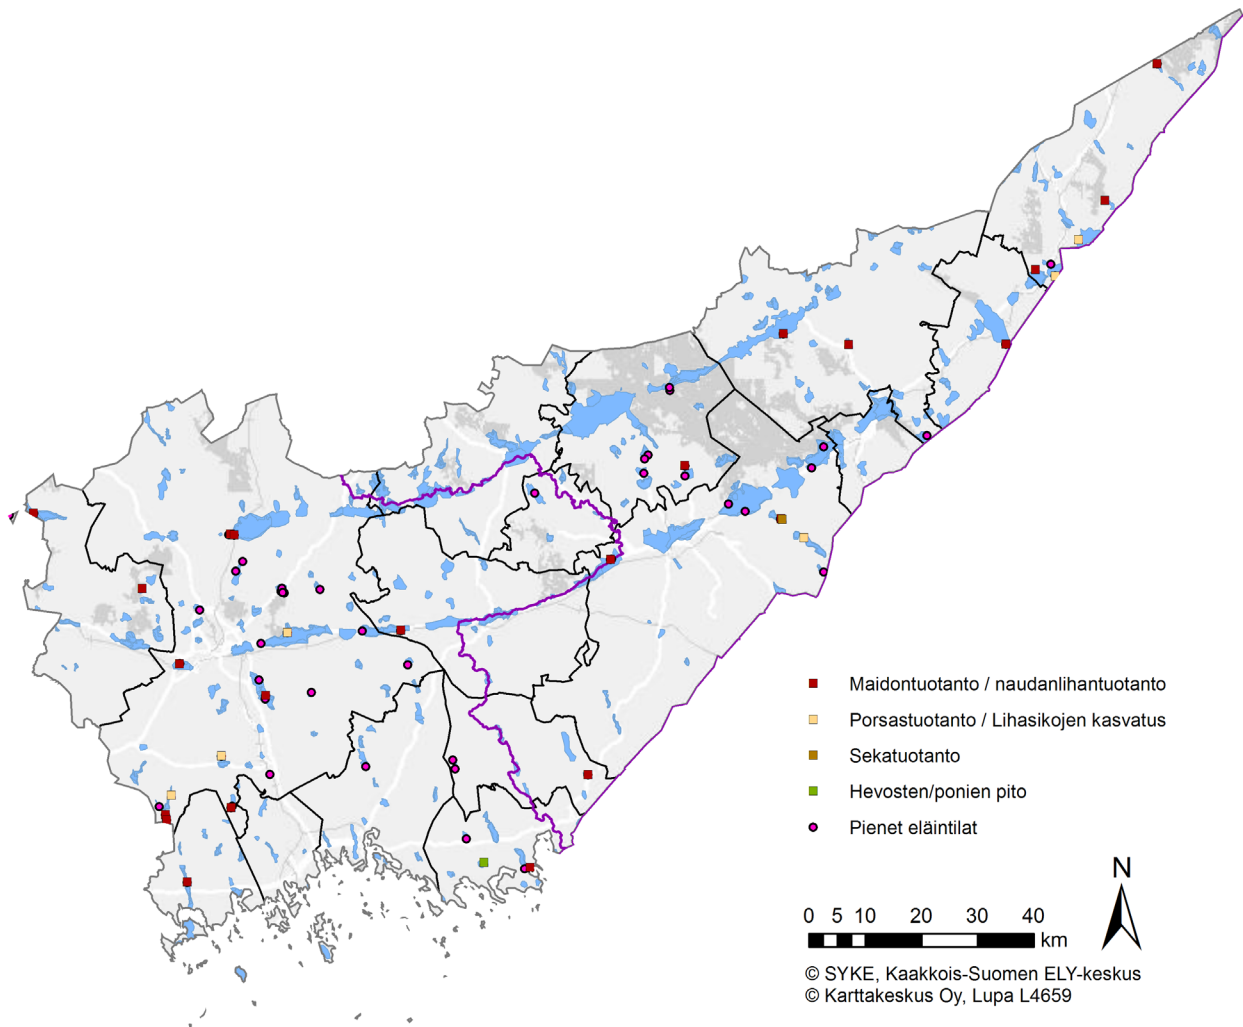 Maidontuotanto / naudanlihantuotanto
Porsastuotanto / Lihasikojen kasvatus
Sekatuotanto
Hevosten/ponien pito
Pienet eläintilat
N
0 5 10 20 30 40
km
© SYKE, Kaakkois-Suomen ELY-keskus
© Karttakeskus Oy, Lupa L4659